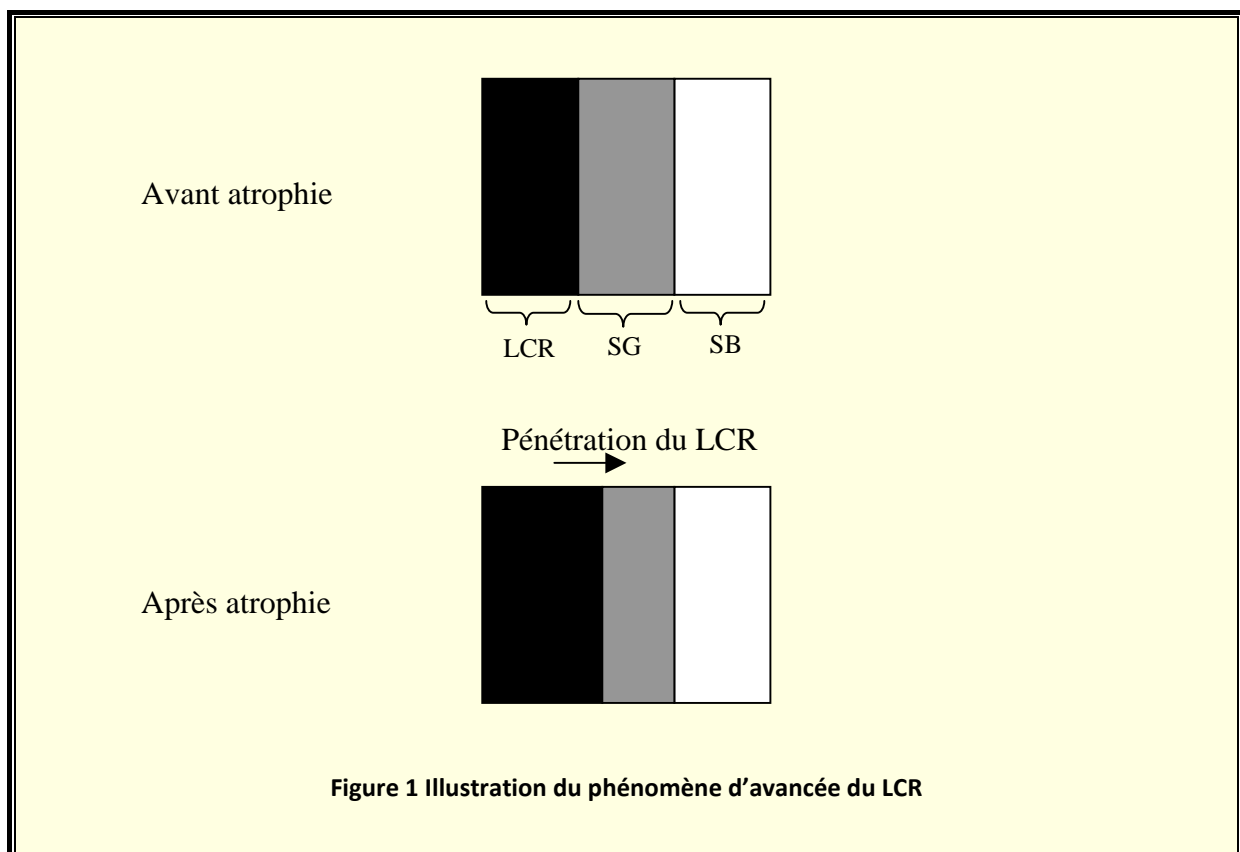 Avant atrophie
LCR SG SB
Pénétration du LCR
Après atrophie
Figure 1 Illustration du phénomène d'avancée du LCR